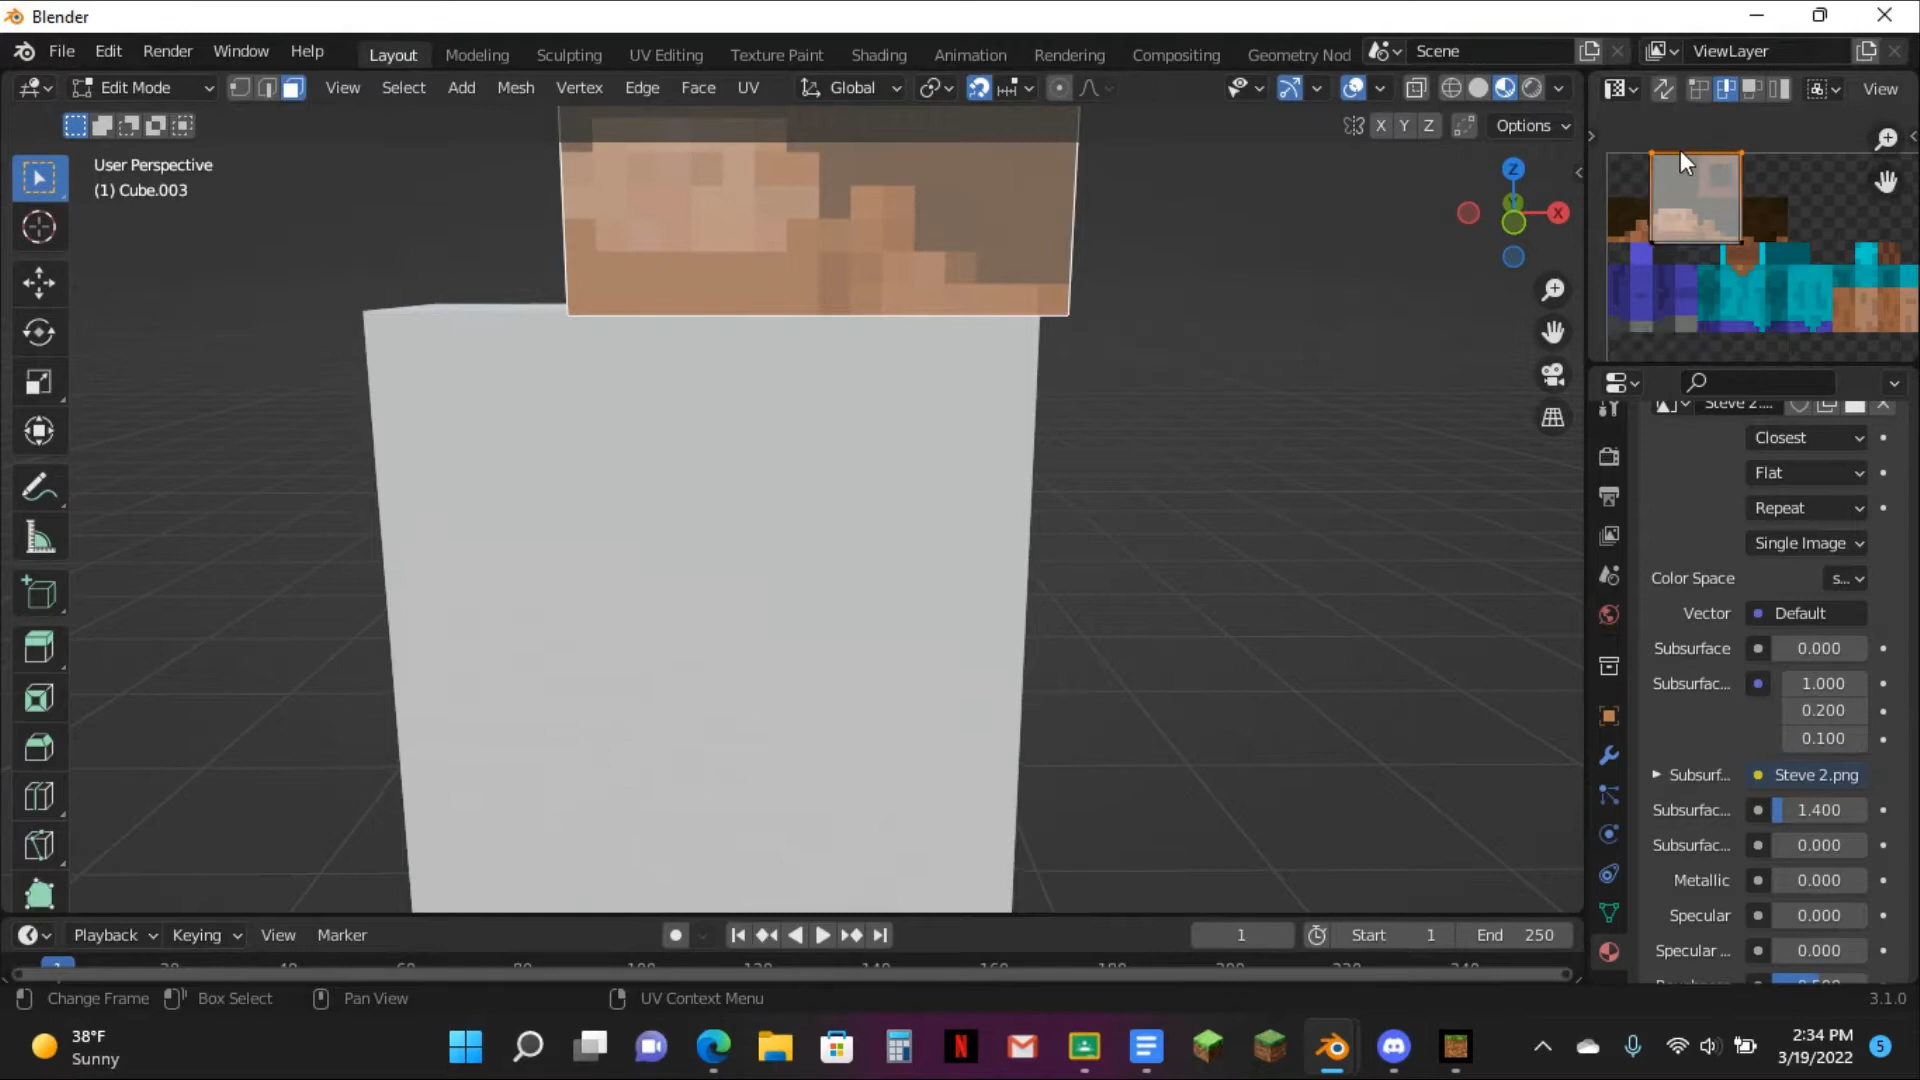 Blender
File Edit Render Window Help Layout Modeling Sculpting UV Editing Texture Paint Shading Animation Rendering Compositing Geometry Nod Scene ViewLayer
Edit Mode View Select Add Mesh Vertex Edge Face UV Global View
X Y Z Options
User Perspective
(1) Cube.003
Z
X
Y
Steve 2....
Closest
Flat
Repeat
Single Image
Color Space s...
Vector Default
Subsurface 0.000
Subsurfac... 1.000
0.200
0.100
Subsurf... Steve 2.png
Subsurfac... 1.400
Subsurfac... 0.000
Metallic 0.000
Specular 0.000
Specular ... 0.000
Playback Keying View Marker 1 Start 1 End 250
1
Change Frame Box Select Pan View UV Context Menu 3.1.0
38°F
Sunny
2:34 PM
3/19/2022
5